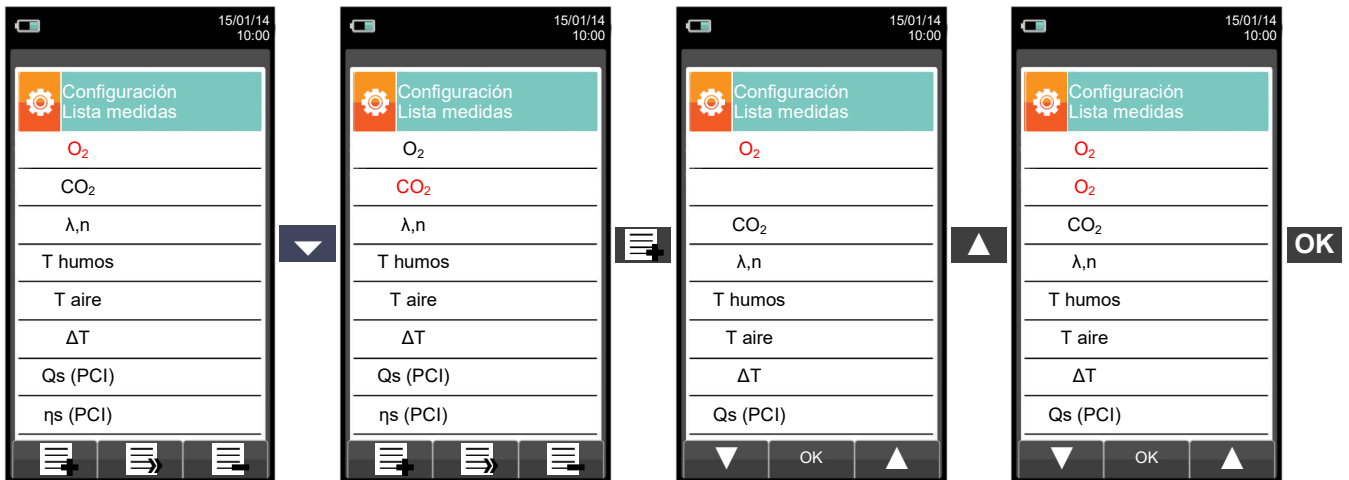 15/01/14
10:00
Configuración
Lista medidas
O₂
CO₂
λ,n
T humos
T aire
ΔT
Qs (PCI)
ηs (PCI)
15/01/14
10:00
Configuración
Lista medidas
O₂
CO₂
λ,n
T humos
T aire
ΔT
Qs (PCI)
ηs (PCI)
15/01/14
10:00
Configuración
Lista medidas
O₂
CO₂
λ,n
T humos
T aire
ΔT
Qs (PCI)
OK
15/01/14
10:00
Configuración
Lista medidas
O₂
O₂
CO₂
λ,n
T humos
T aire
ΔT
Qs (PCI)
OK
OK